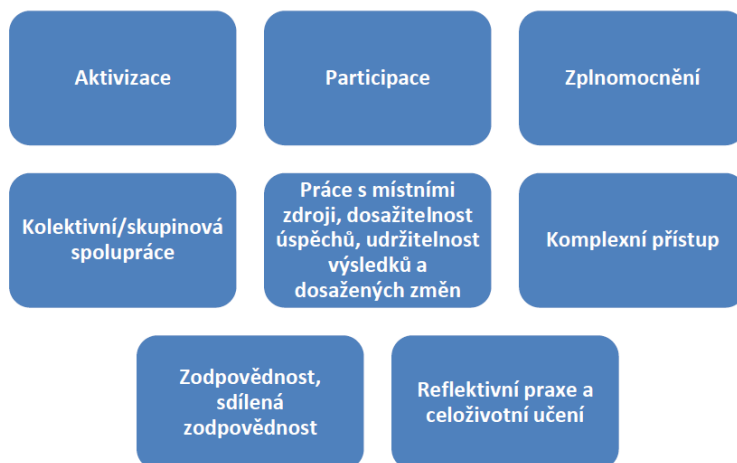 Aktivizace
Participace
Zplnomocnění
Kolektivní/skupinová
spolupráce
Práce s místními
zdroji, dosažitelnost
úspěchů, udržitelnost
výsledků a
dosažených změn
Komplexní přístup
Zodpovědnost,
sdílená
zodpovědnost
Reflektivní praxe a
celoživotní učení